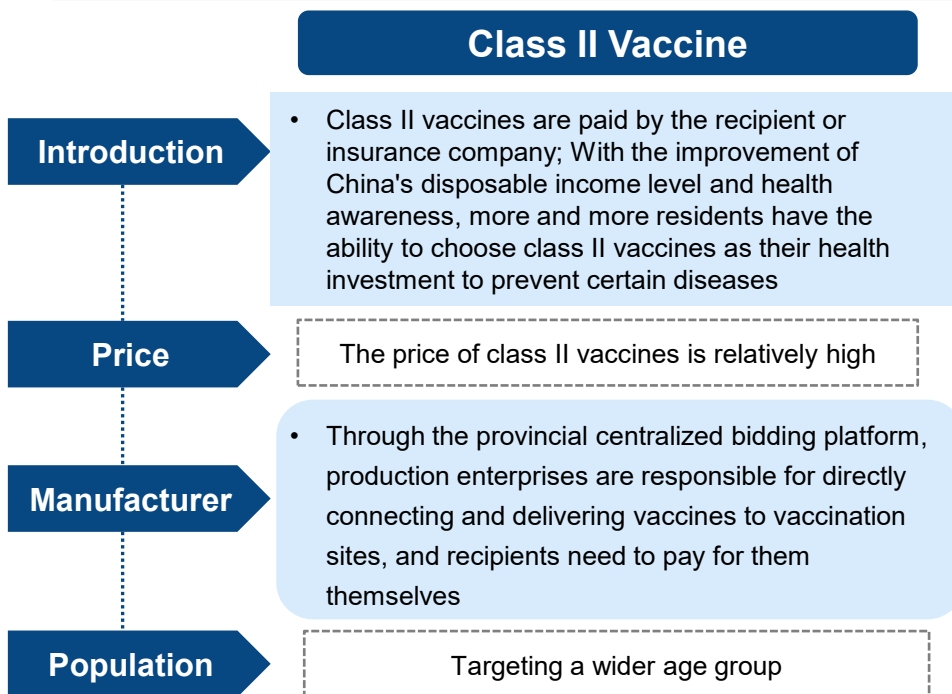 Class II Vaccine
Introduction
• Class II vaccines are paid by the recipient or
insurance company; With the improvement of
China's disposable income level and health
awareness, more and more residents have the
ability to choose class II vaccines as their health
investment to prevent certain diseases
Price
The price of class II vaccines is relatively high
Manufacturer
• Through the provincial centralized bidding platform,
production enterprises are responsible for directly
connecting and delivering vaccines to vaccination
sites, and recipients need to pay for them
themselves
Population
Targeting a wider age group